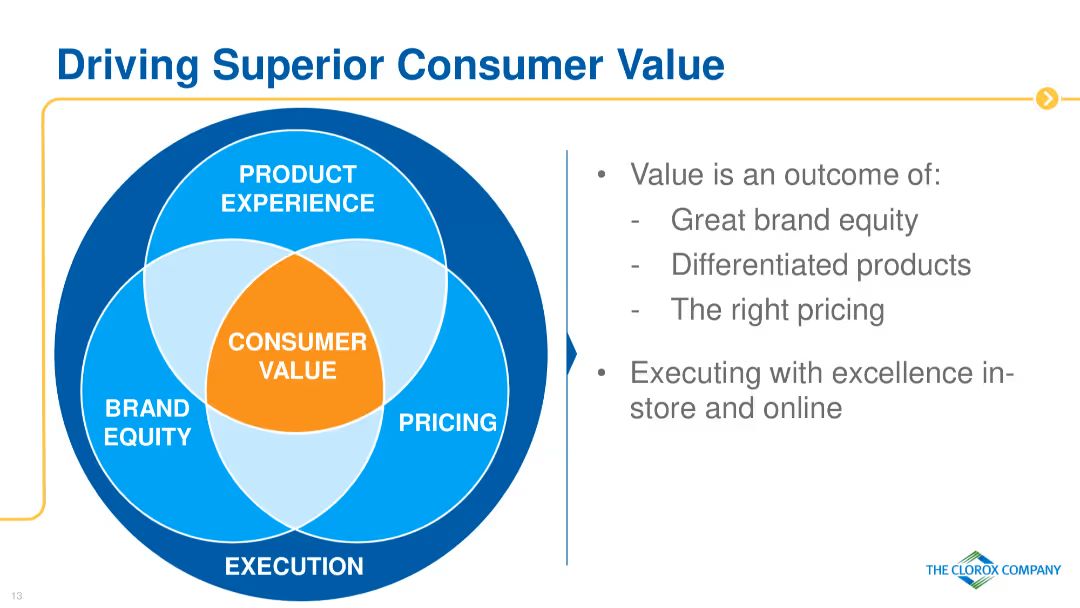 Driving Superior Consumer Value
PRODUCT
EXPERIENCE
CONSUMER
VALUE
BRAND
EQUITY
PRICING
EXECUTION
• Value is an outcome of:
- Great brand equity
- Differentiated products
- The right pricing
• Executing with excellence in-
store and online
THE CLOROX COMPANY
13